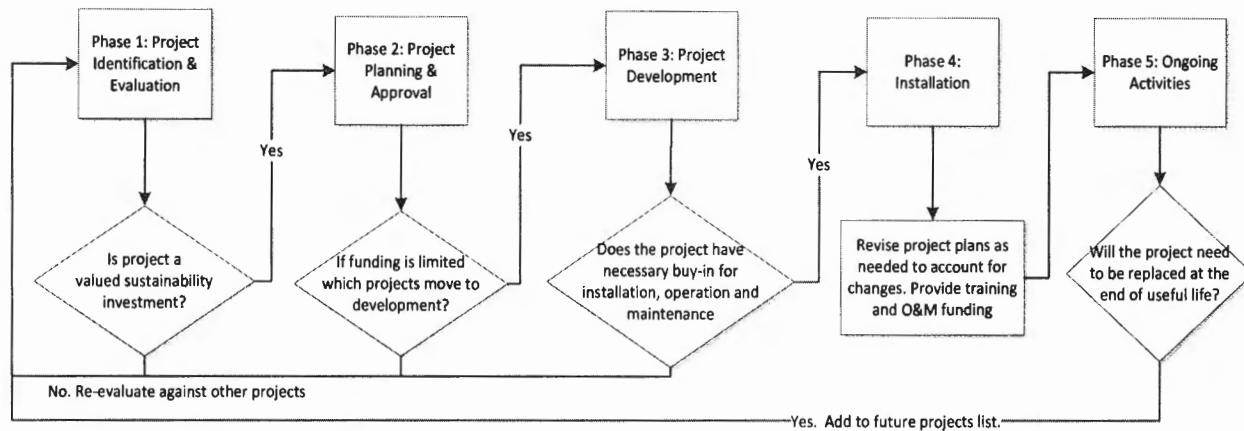 Phase 1: Project
Identification &
Evaluation
Phase 2: Project
Planning &
Approval
Phase 3: Project
Development
Phase 4:
Installation
Phase 5: Ongoing
Activities
Yes
Yes
Yes
Is project a
valued sustainability
investment?
If funding is limited
which projects move to
development?
Does the project have
necessary buy-in for
installation, operation and
maintenance
Revise project plans as
needed to account for
changes. Provide training
and O&M funding
Will the project need
to be replaced at the
end of useful life?
No. Re-evaluate against other projects
Yes. Add to future projects list.